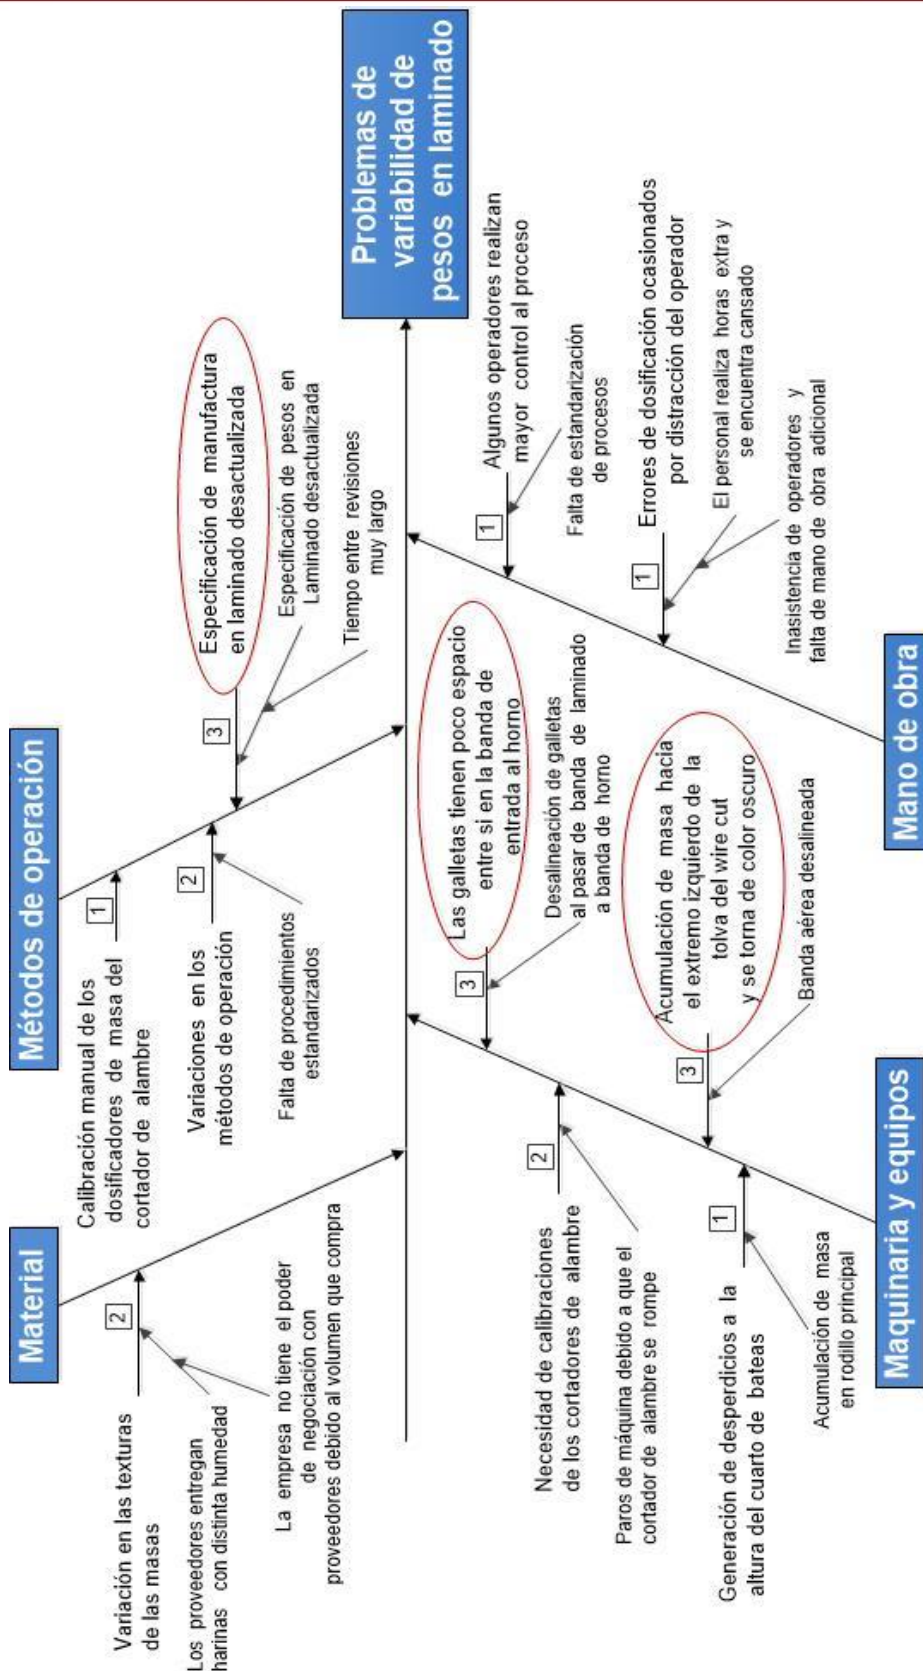 Material
Métodos de operación
Variación en las texturas
de las masas
2
Los proveedores entregan
harinas con distinta humedad
La empresa no tiene el poder
de negociación con
proveedores debido al volumen que compra
Calibración manual de los
dosificadores de masa del
cortador de alambre
1
Variaciones en los
métodos de operación
2
Falta de procedimientos
estandarizados
Especificación de manufactura
en laminado desactualizada
3
Especificación de pesos en
Laminado desactualizada
Tiempo entre revisiones
muy largo
Problemas de
variabilidad de
pesos en laminado
Necesidad de calibraciones
de los cortadores de alambre
2
Paros de máquina debido a que el
cortador de alambre se rompe
Generación de desperdicios a la
altura del cuarto de bateas
1
Acumulación de masa
en rodillo principal
Las galletas tienen poco espacio
entre si en la banda de
entrada al horno
3
Desalineación de galletas
al pasar de banda de laminado
a banda de horno
Acumulación de masa hacia
el extremo izquierdo de la
tolva del wire cut
y se torna de color oscuro
3
Banda aérea desalineada
Algunos operadores realizan
mayor control al proceso
1
Falta de estandarización
de procesos
Errores de dosificación ocasionados
por distracción del operador
1
El personal realiza horas extra y
se encuentra cansado
Inasistencia de operadores y
falta de mano de obra adicional
Maquinaria y equipos
Mano de obra